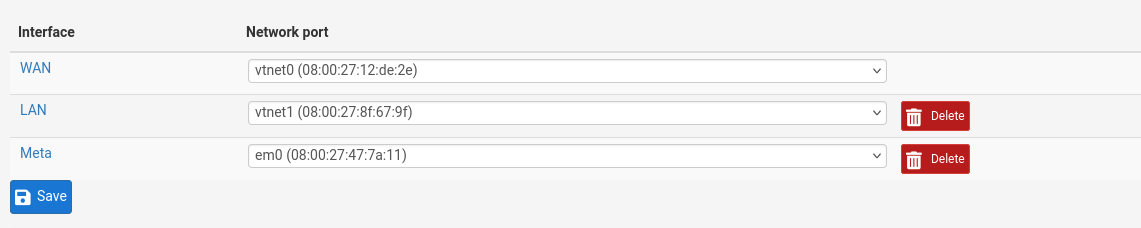 Interface Network port
WAN vtnet0 (08:00:27:12:de:2e)
LAN vtnet1 (08:00:27:8f:67:9f) Delete
Meta em0 (08:00:27:47:7a:11) Delete
Save